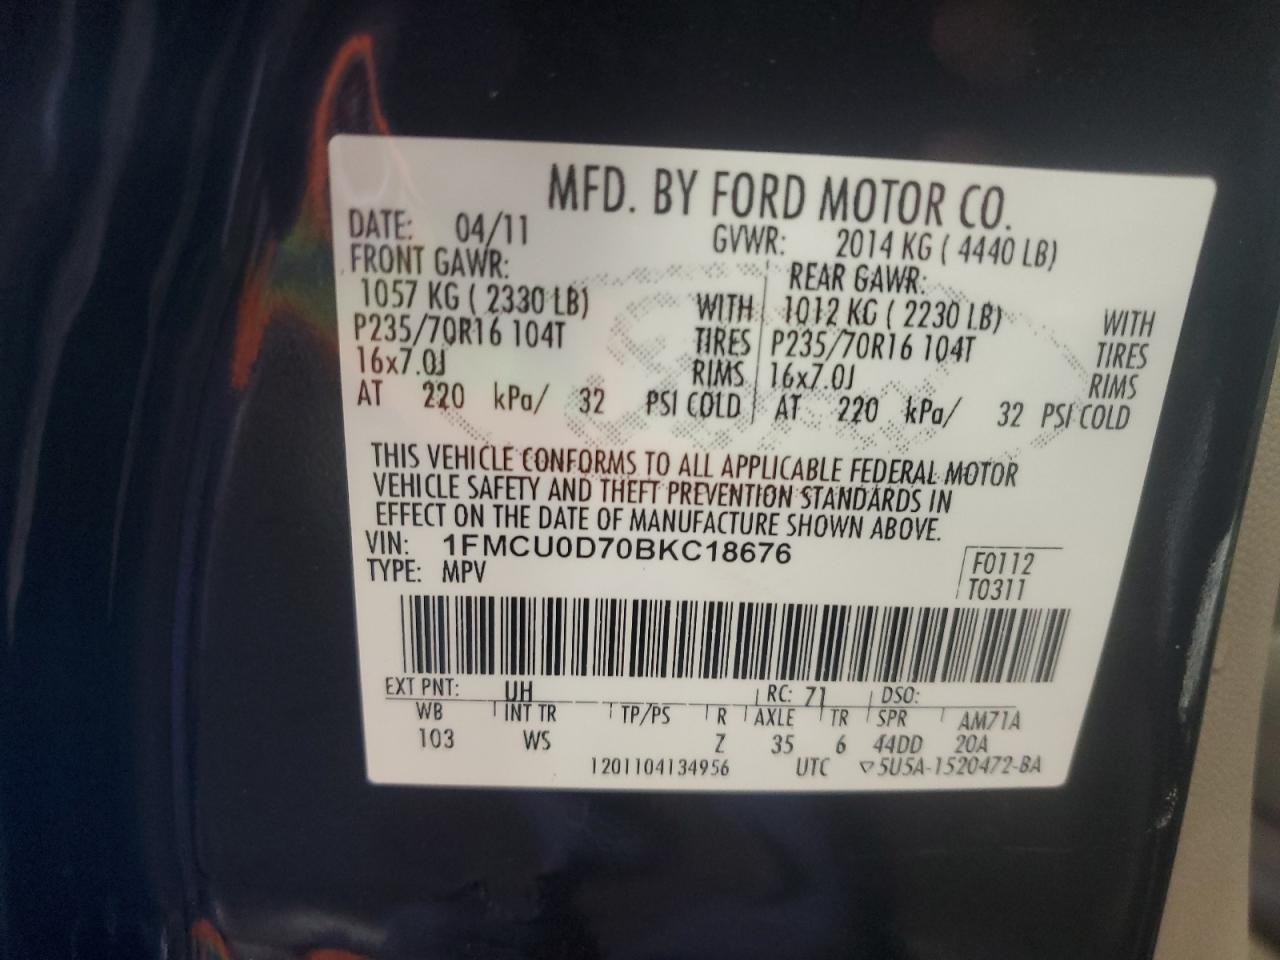 MFD. BY FORD MOTOR CO.
DATE: 04/11 GVWR: 2014 KG ( 4440 LB)
FRONT GAWR: REAR GAWR:
1057 KG ( 2330 LB) WITH 1012 KG ( 2230 LB) WITH
P235/70R16 104T TIRES P235/70R16 104T TIRES
16x7.0J RIMS 16x7.0J RIMS
AT 220 kPa/ 32 PSI COLD AT 220 kPa/ 32 PSI COLD
THIS VEHICLE CONFORMS TO ALL APPLICABLE FEDERAL MOTOR
VEHICLE SAFETY AND THEFT PREVENTION STANDARDS IN
EFFECT ON THE DATE OF MANUFACTURE SHOWN ABOVE.
VIN: 1FMCU0D70BKC18676 F0112
TYPE: MPV T0311
EXT PNT: UH RC: 71 DSO:
WB INT TR TP/PS R AXLE TR SPR AM71A
103 WS Z 35 6 44DD 20A
1201104134956 UTC ▽5U5A-1520472-BA